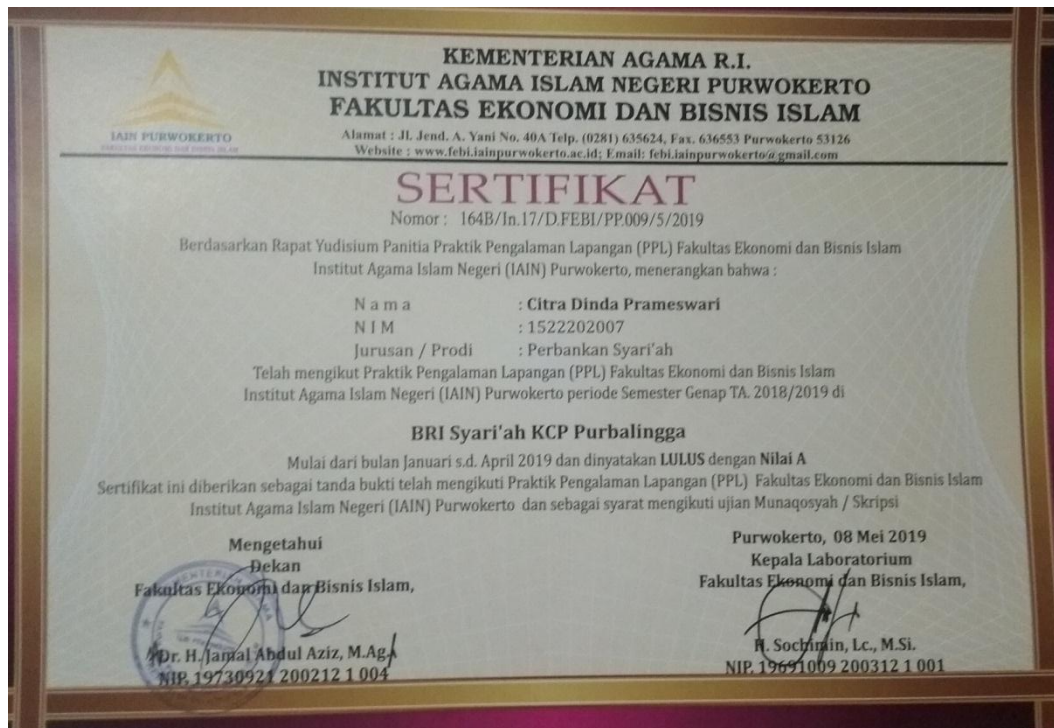 KEMENTERIAN AGAMA R.I.
INSTITUT AGAMA ISLAM NEGERI PURWOKERTO
FAKULTAS EKONOMI DAN BISNIS ISLAM
IAIN PURWOKERTO
Alamat : Jl. Jend. A. Yani No. 40A Telp. (0281) 635624, Fax. 636553 Purwokerto 53126
Website : www.febi.iainpurwokerto.ac.id; Email: febi.iainpurwokerto@gmail.com
SERTIFIKAT
Nomor : 164B/In.17/D.FEBI/PP.009/5/2019
Berdasarkan Rapat Yudisium Panitia Praktik Pengalaman Lapangan (PPL) Fakultas Ekonomi dan Bisnis Islam
Institut Agama Islam Negeri (IAIN) Purwokerto, menerangkan bahwa :
N a m a : Citra Dinda Prameswari
N I M : 1522202007
Jurusan / Prodi : Perbankan Syari'ah
Telah mengikut Praktik Pengalaman Lapangan (PPL) Fakultas Ekonomi dan Bisnis Islam
Institut Agama Islam Negeri (IAIN) Purwokerto periode Semester Genap TA. 2018/2019 di
BRI Syari'ah KCP Purbalingga
Mulai dari bulan Januari s.d. April 2019 dan dinyatakan LULUS dengan Nilai A
Sertifikat ini diberikan sebagai tanda bukti telah mengikuti Praktik Pengalaman Lapangan (PPL) Fakultas Ekonomi dan Bisnis Islam
Institut Agama Islam Negeri (IAIN) Purwokerto dan sebagai syarat mengikuti ujian Munaqosyah / Skripsi
Mengetahui
Dekan
Fakultas Ekonomi dan Bisnis Islam,
Dr. H. Jamal Abdul Aziz, M.Ag
NIP. 19730921 200212 1 004
Purwokerto, 08 Mei 2019
Kepala Laboratorium
Fakultas Ekonomi dan Bisnis Islam,
H. Sochimin, Lc., M.Si.
NIP. 19691009 200312 1 001